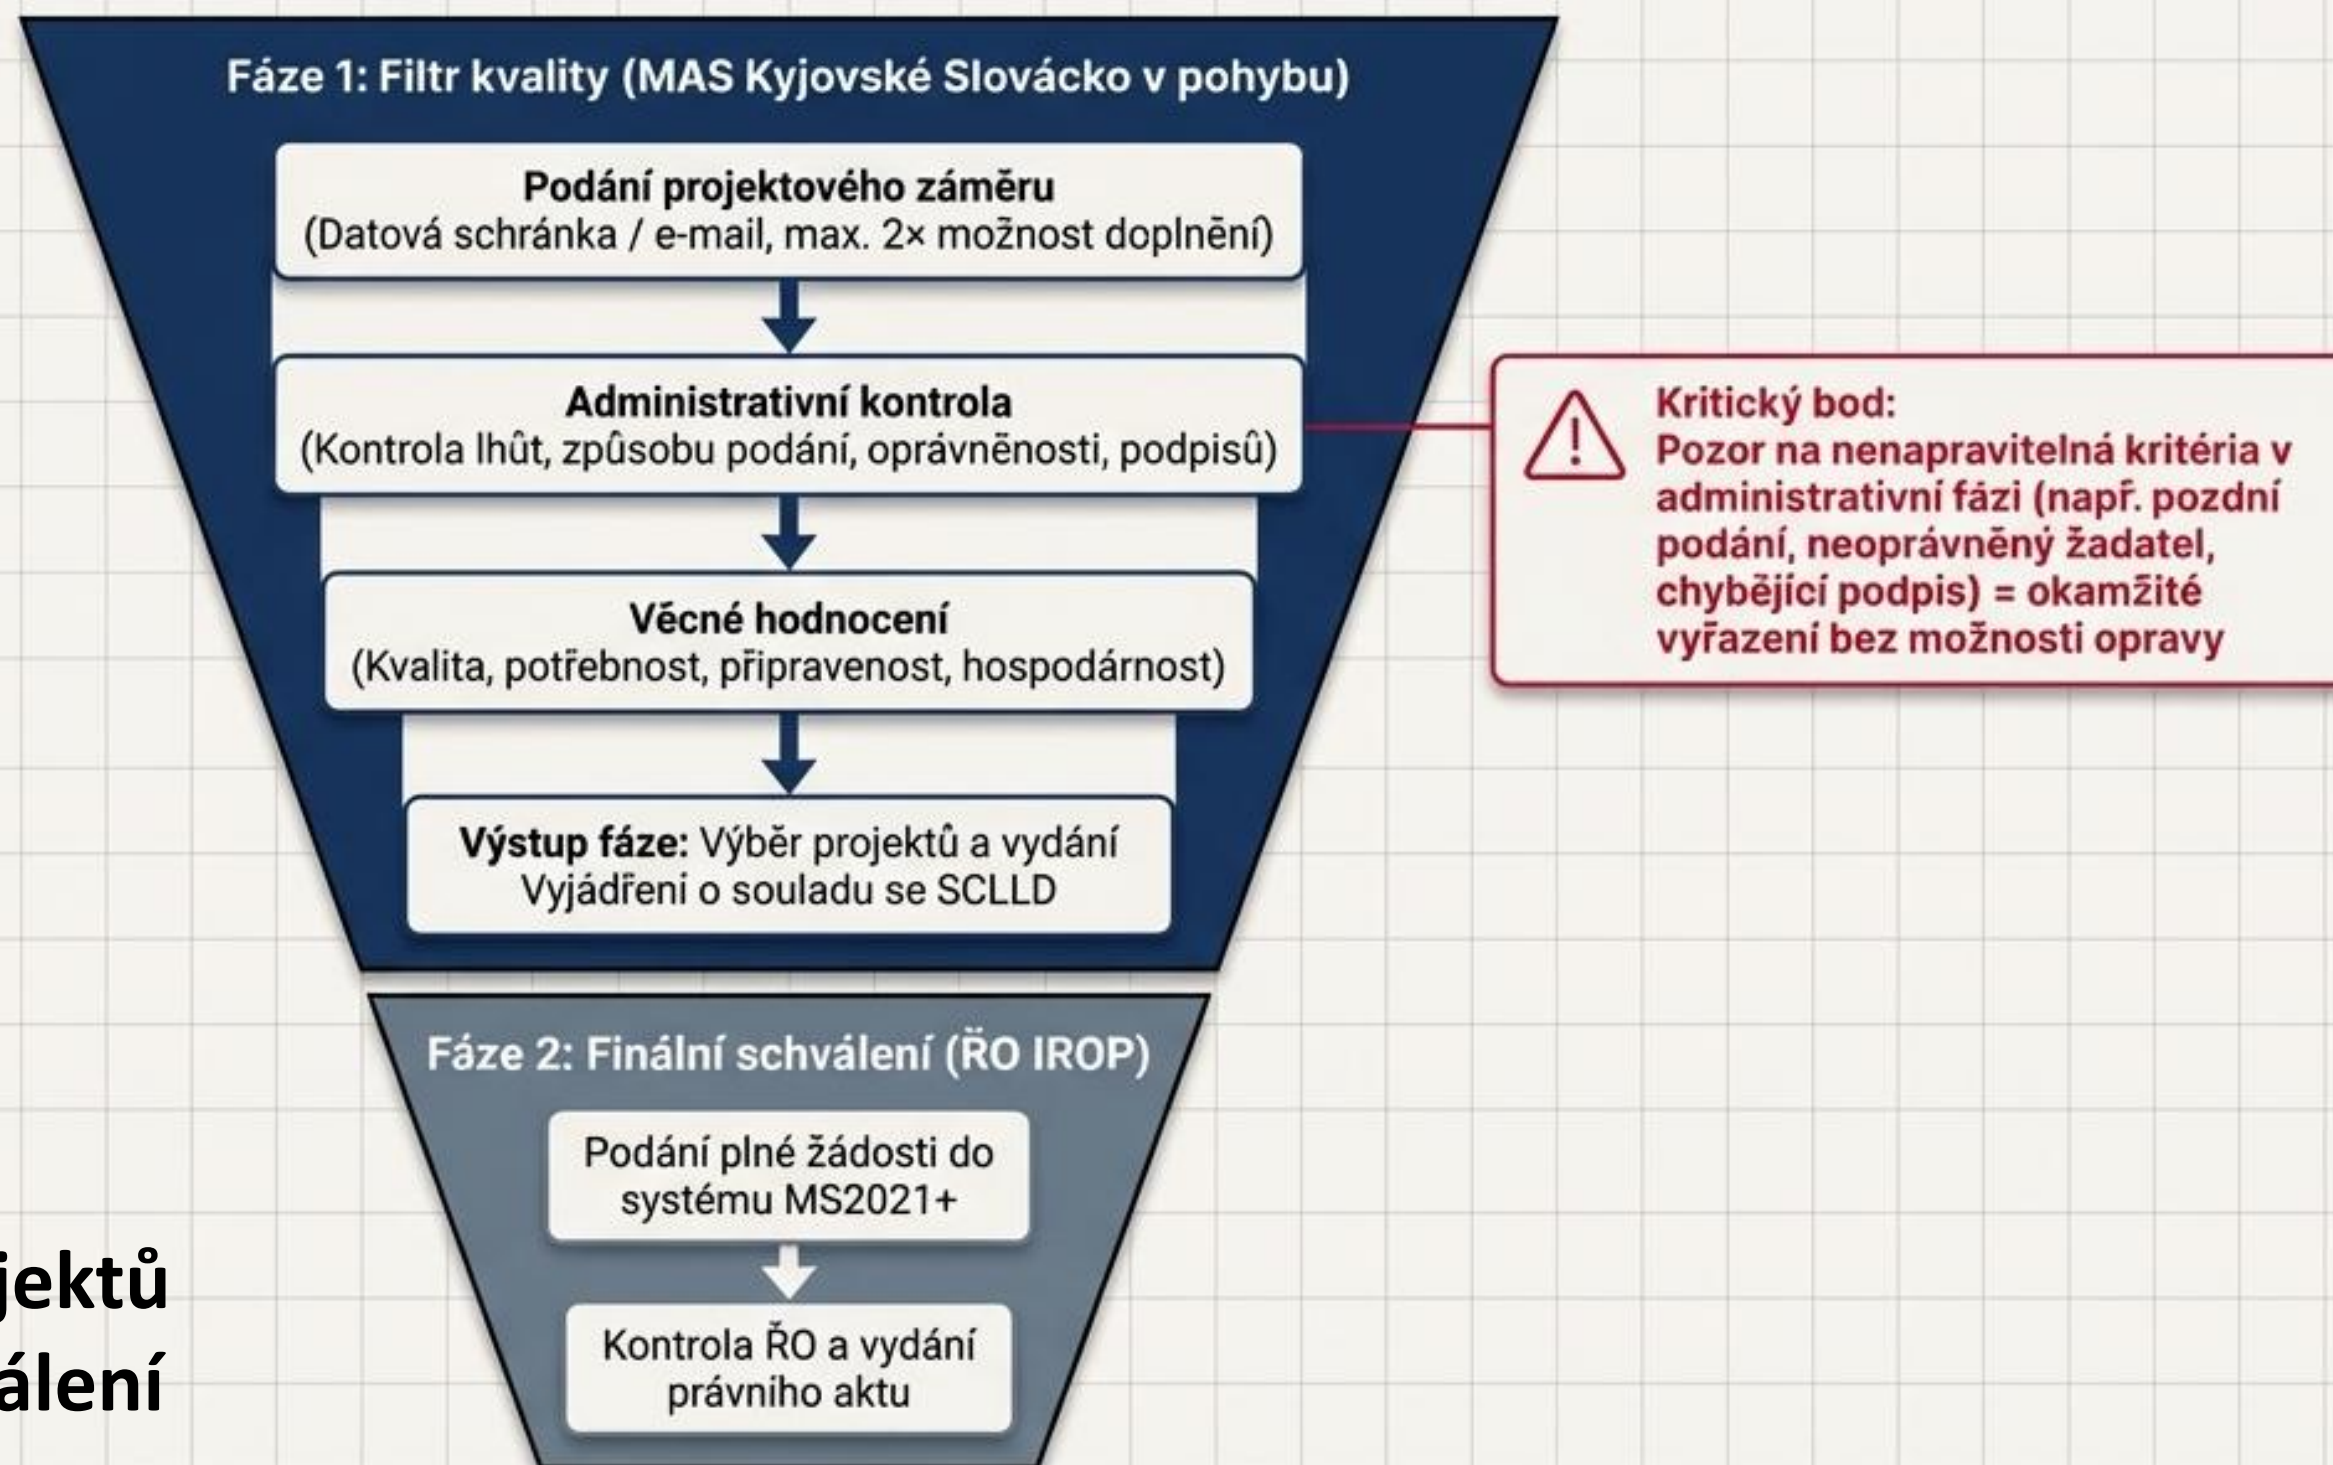 Fáze 1: Filtr kvality (MAS Kyjovské Slovácko v pohybu)
Podání projektového záměru
(Datová schránka / e-mail, max. 2× možnost doplnění)
Administrativní kontrola
(Kontrola lhůt, způsobu podání, oprávněnosti, podpisů)
Věcné hodnocení
(Kvalita, potřebnost, připravenost, hospodárnost)
Výstup fáze: Výběr projektů a vydání
Vyjádření o souladu se SCLLD
Kritický bod:
Pozor na nenapravitelná kritéria v
administrativní fázi (např. pozdní
podání, neoprávněný žadatel,
chybějící podpis) = okamžité
vyřazení bez možnosti opravy
Fáze 2: Finální schválení (ŘO IROP)
Podání plné žádosti do
systému MS2021+
Kontrola ŘO a vydání
právního aktu
jektů
álení